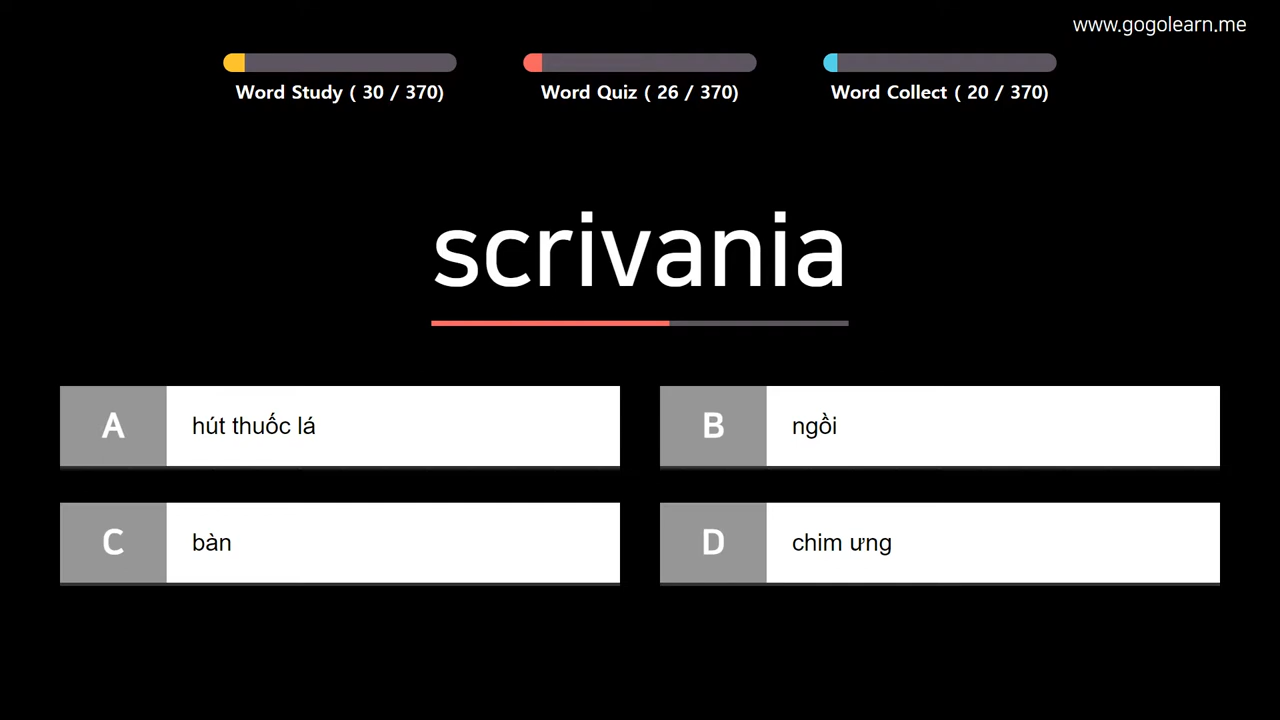 www.gogolearn.me
Word Study ( 30 / 370)
Word Quiz ( 26 / 370)
Word Collect ( 20 / 370)
scrivania
A
hút thuốc lá
B
ngồi
C
bàn
D
chim ưng